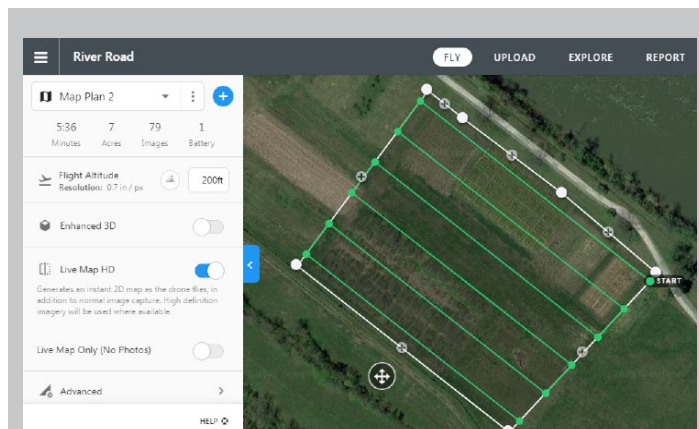 River Road
FLY UPLOAD EXPLORE REPORT
Map Plan 2
5:36 7 79 1
Minutes Acres Images Battery
Flight Altitude
Resolution: 0.7 in / px
200ft
Enhanced 3D
Live Map HD
Generates an instant 2D map as the drone flies, in
addition to normal image capture. High definition
imagery will be used where available.
Live Map Only (No Photos)
Advanced
HELP
START